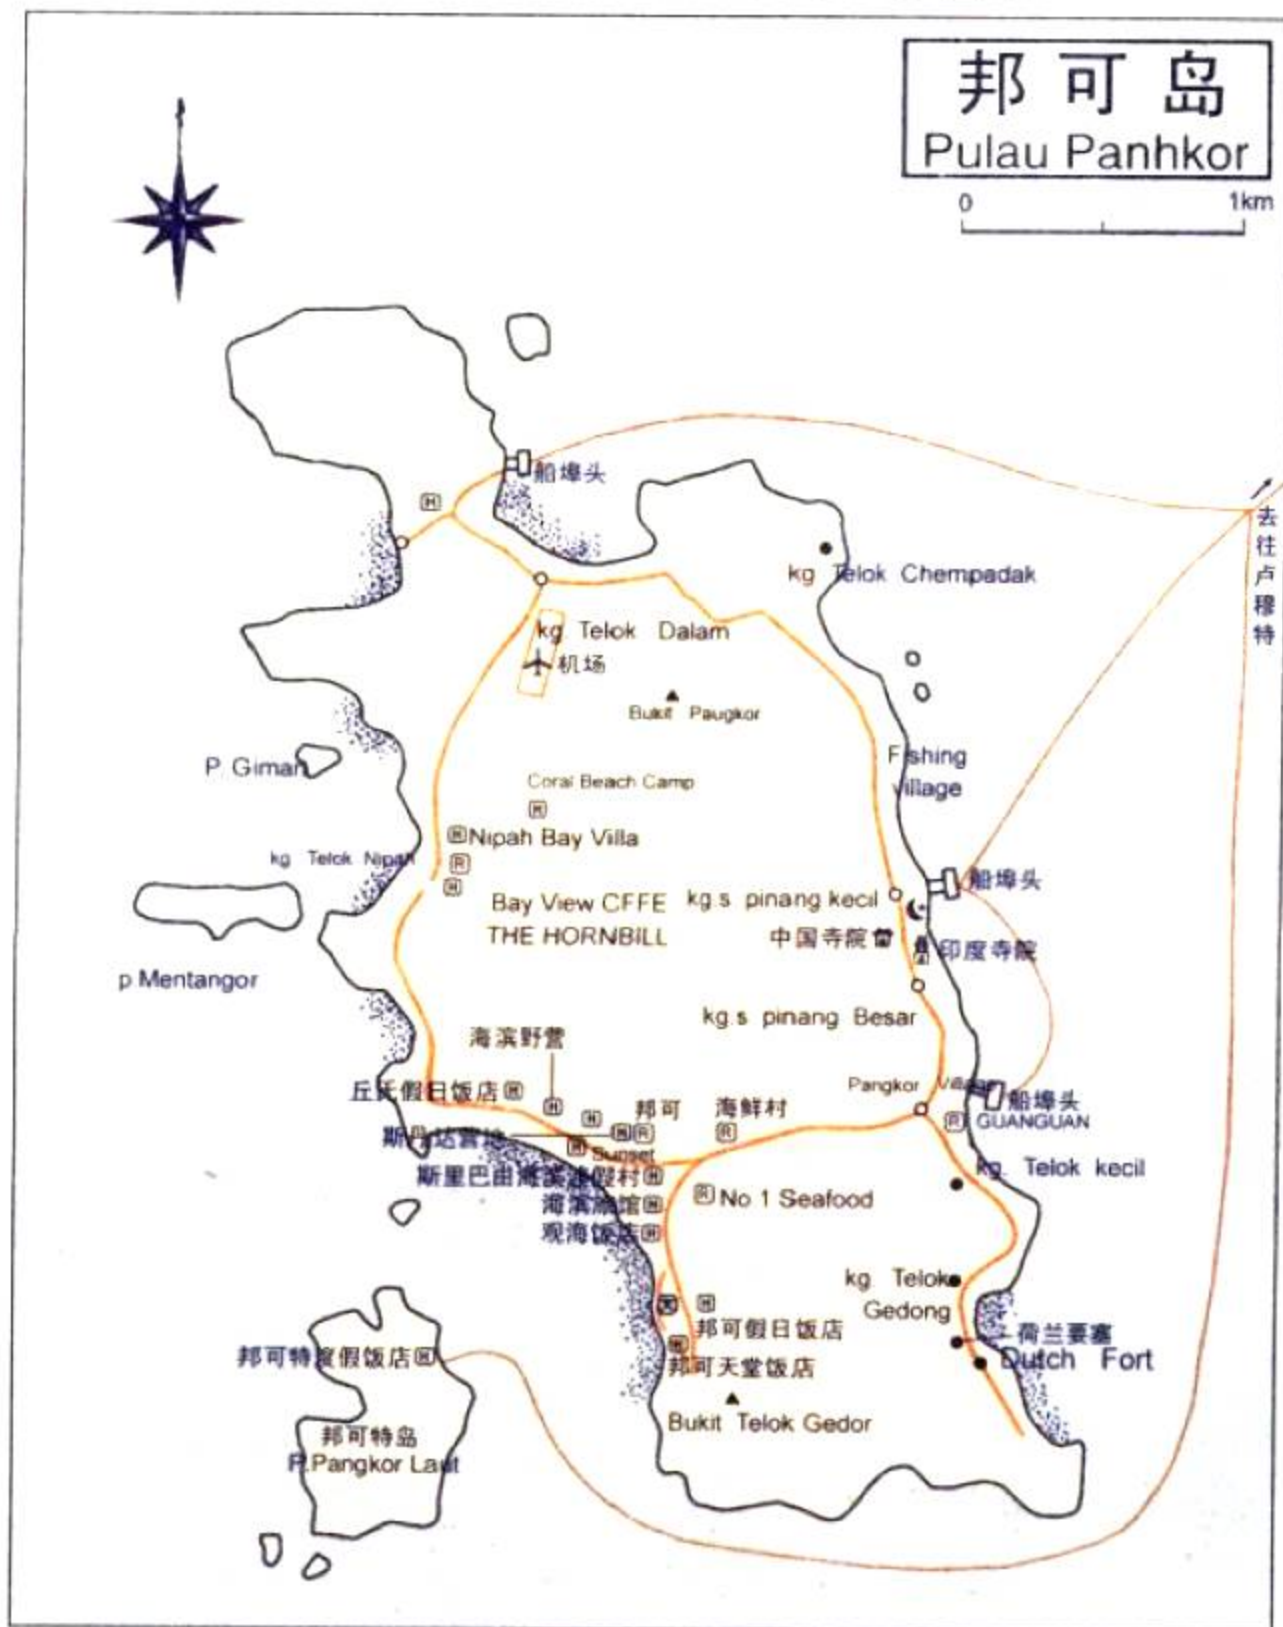 邦可岛
Pulau Panhkor
0 1km
船埠头
去往卢穆特
kg Telok Chempadak
kg. Telok Dalam
机场
Bukit Paugkor
Fishing
village
P. Giman
Coral Beach Camp
H Nipah Bay Villa
kg Telok Nipah
R
H
Bay View CFFE
THE HORNBILL
kg.s pinang kecil
船埠头
中国寺院
印度寺院
p.Mentangor
kg.s pinang Besar
海滨野营
丘氏假日饭店 H
Pangkor Village
船埠头
邦可
海鲜村
R GUANGUAN
Sunset
kg. Telok kecil
H
海滨旅馆 H
观海饭店 H
R No 1 Seafood
kg. Telok
Gedong
邦可假日饭店
荷兰要塞
Dutch Fort
邦可特度假饭店 H
邦可天堂饭店
Bukit Telok Gedor
邦可特岛
P.Pangkor Laut